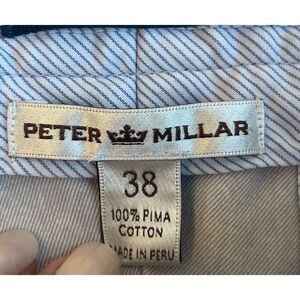 PETER MILLAR
38
100% PIMA
COTTON
MADE IN PERU